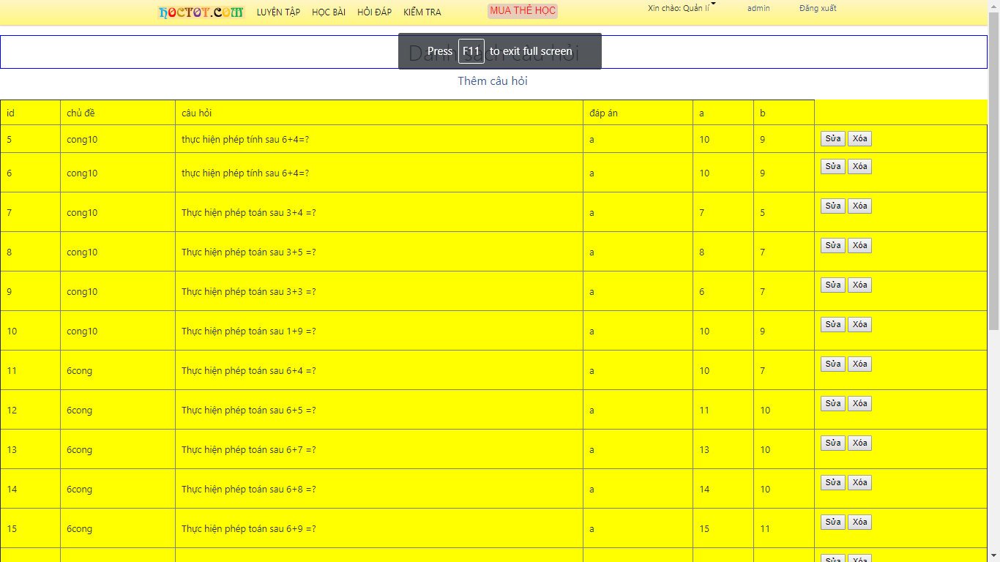 HOCTOT.COM LUYỆN TẬP HỌC BÀI HỎI ĐÁP KIỂM TRA MUA THẺ HỌC Xin chào: Quản lí admin Đăng xuất
Danh sách câu hỏi
Press F11 to exit full screen
Thêm câu hỏi
id chủ đề câu hỏi đáp án a b
5 cong10 thực hiện phép tính sau 6+4=? a 10 9 Sửa Xóa
6 cong10 thực hiện phép tính sau 6+4=? a 10 9 Sửa Xóa
7 cong10 Thực hiện phép toán sau 3+4 =? a 7 5 Sửa Xóa
8 cong10 Thực hiện phép toán sau 3+5 =? a 8 7 Sửa Xóa
9 cong10 Thực hiện phép toán sau 3+3 =? a 6 7 Sửa Xóa
10 cong10 Thực hiện phép toán sau 1+9 =? a 10 9 Sửa Xóa
11 6cong Thực hiện phép toán sau 6+4 =? a 10 7 Sửa Xóa
12 6cong Thực hiện phép toán sau 6+5 =? a 11 10 Sửa Xóa
13 6cong Thực hiện phép toán sau 6+7 =? a 13 10 Sửa Xóa
14 6cong Thực hiện phép toán sau 6+8 =? a 14 10 Sửa Xóa
15 6cong Thực hiện phép toán sau 6+9 =? a 15 11 Sửa Xóa
Sửa Xóa